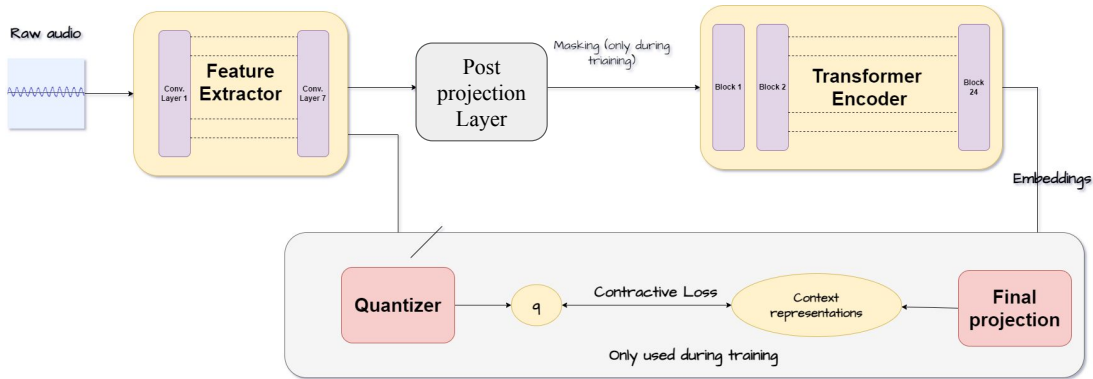 Raw audio
Conv.
Layer 1
Feature
Extractor
Conv.
Layer 7
Post
projection
Layer
Masking (only during
triaining)
Block 1
Block 2
Transformer
Encoder
Block
24
Embeddings
Quantizer
q
Contractive Loss
Context
representations
Final
projection
Only used during training